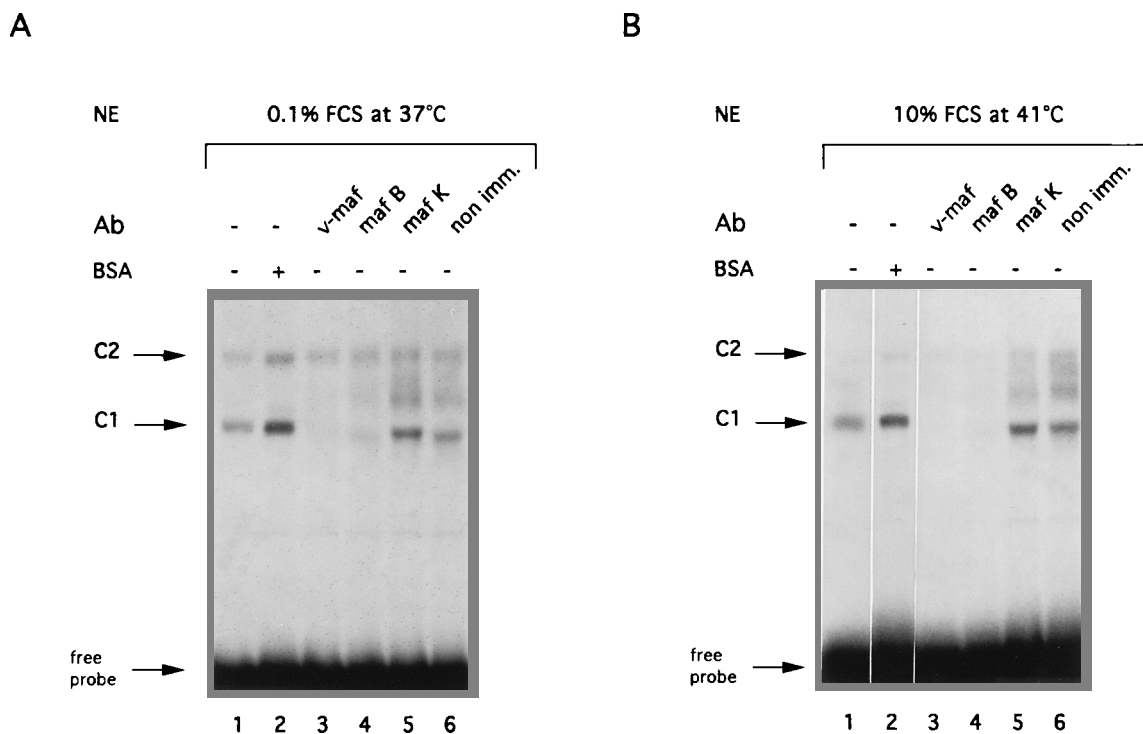 A
NE
0.1% FCS at 37°C
Ab
- - v-maf maf B maf K non imm.
BSA
- + - - - -
C2
C1
free
probe
1 2 3 4 5 6
B
NE
10% FCS at 41°C
Ab
- - v-maf maf B maf K non imm.
BSA
- + - - - -
C2
C1
free
probe
1 2 3 4 5 6